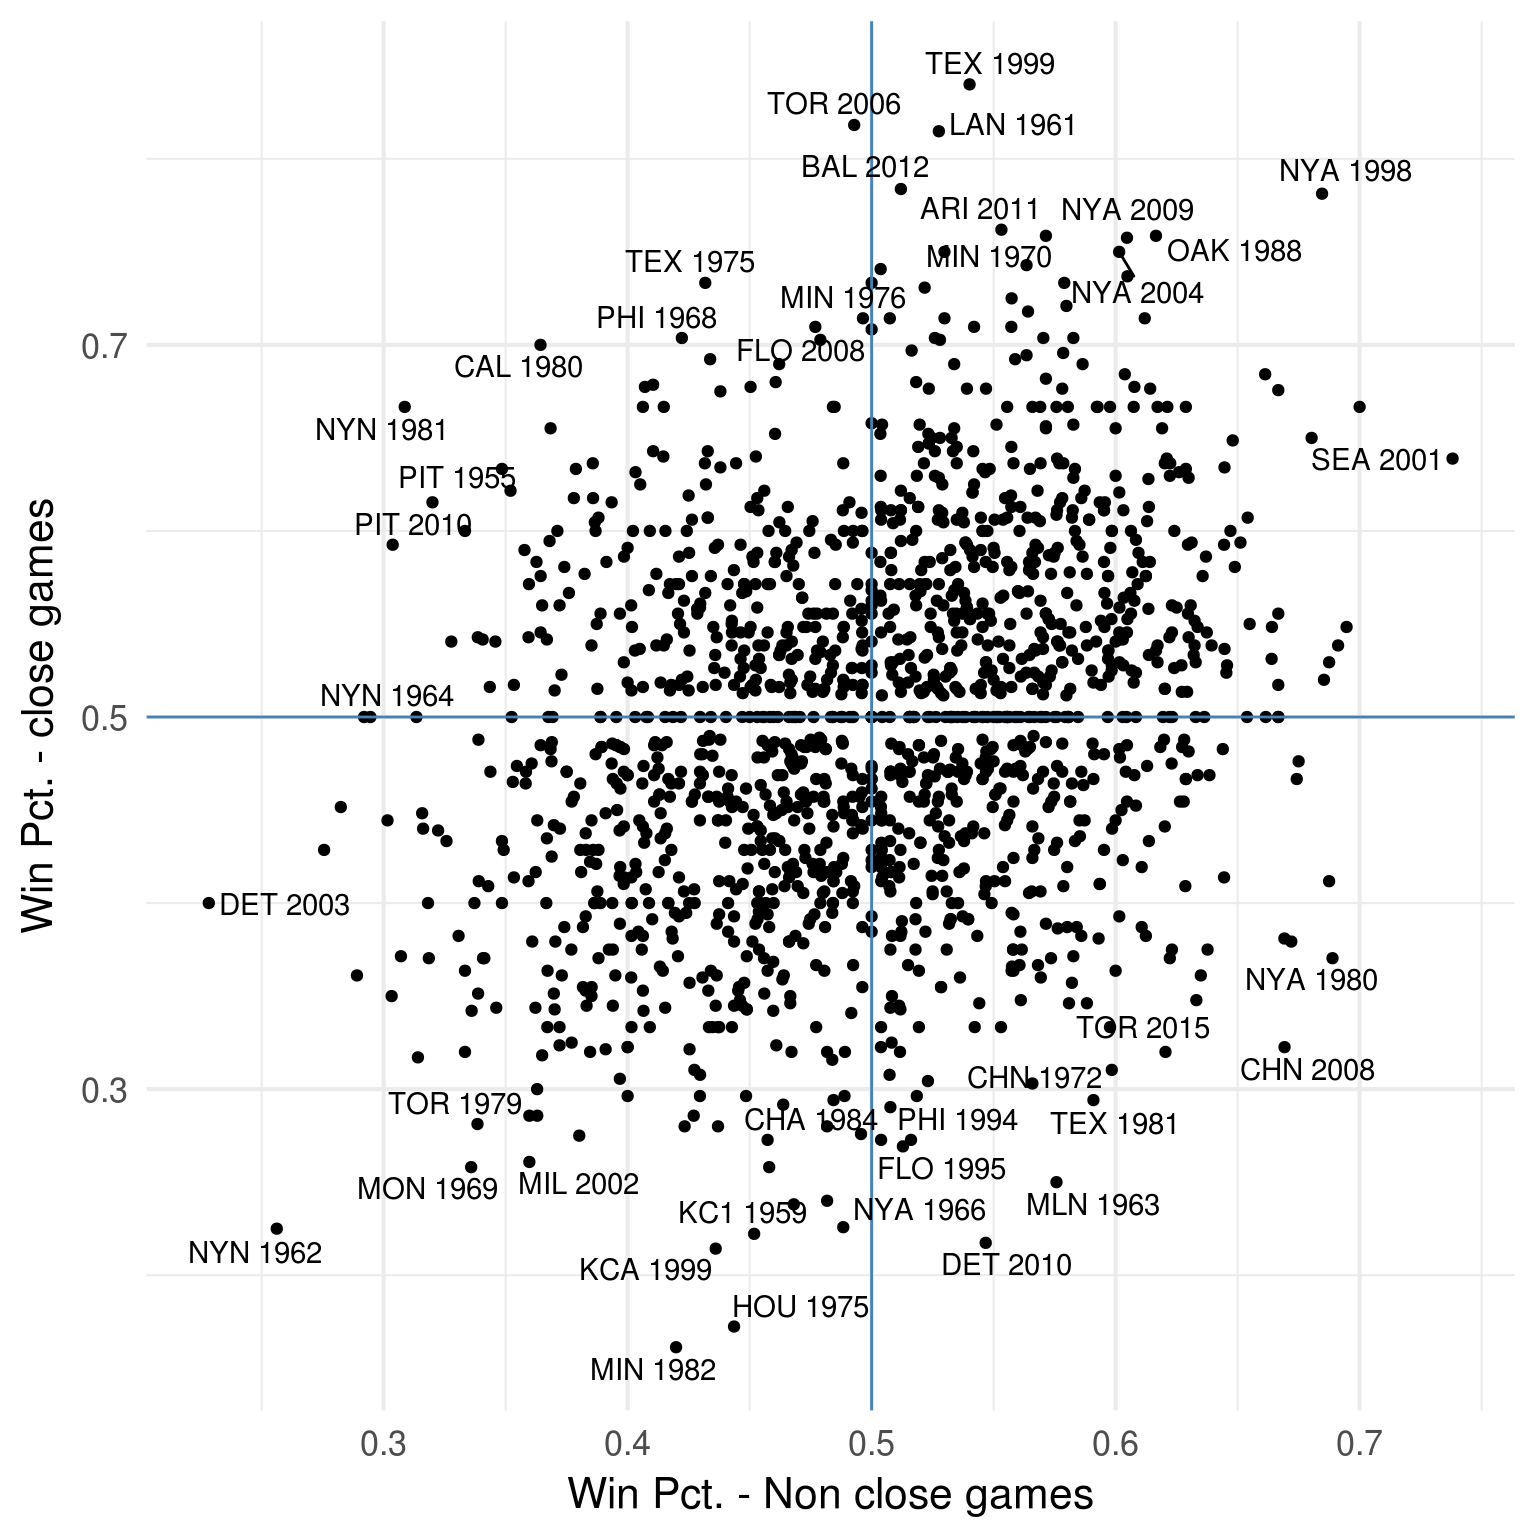 TEX 1999
TOR 2006
LAN 1961
BAL 2012
NYA 1998
ARI 2011
NYA 2009
MIN 1970
OAK 1988
TEX 1975
MIN 1976
NYA 2004
PHI 1968
FLO 2008
CAL 1980
NYN 1981
SEA 2001
PIT 1955
PIT 2010
NYN 1964
DET 2003
NYA 1980
TOR 2015
CHN 2008
CHN 1972
TOR 1979
CHA 1984
PHI 1994
TEX 1981
FLO 1995
MON 1969
MIL 2002
MLN 1963
KC1 1959
NYA 1966
NYN 1962
KCA 1999
DET 2010
HOU 1975
MIN 1982
0.7
0.5
0.3
Win Pct. - close games
0.3 0.4 0.5 0.6 0.7
Win Pct. - Non close games